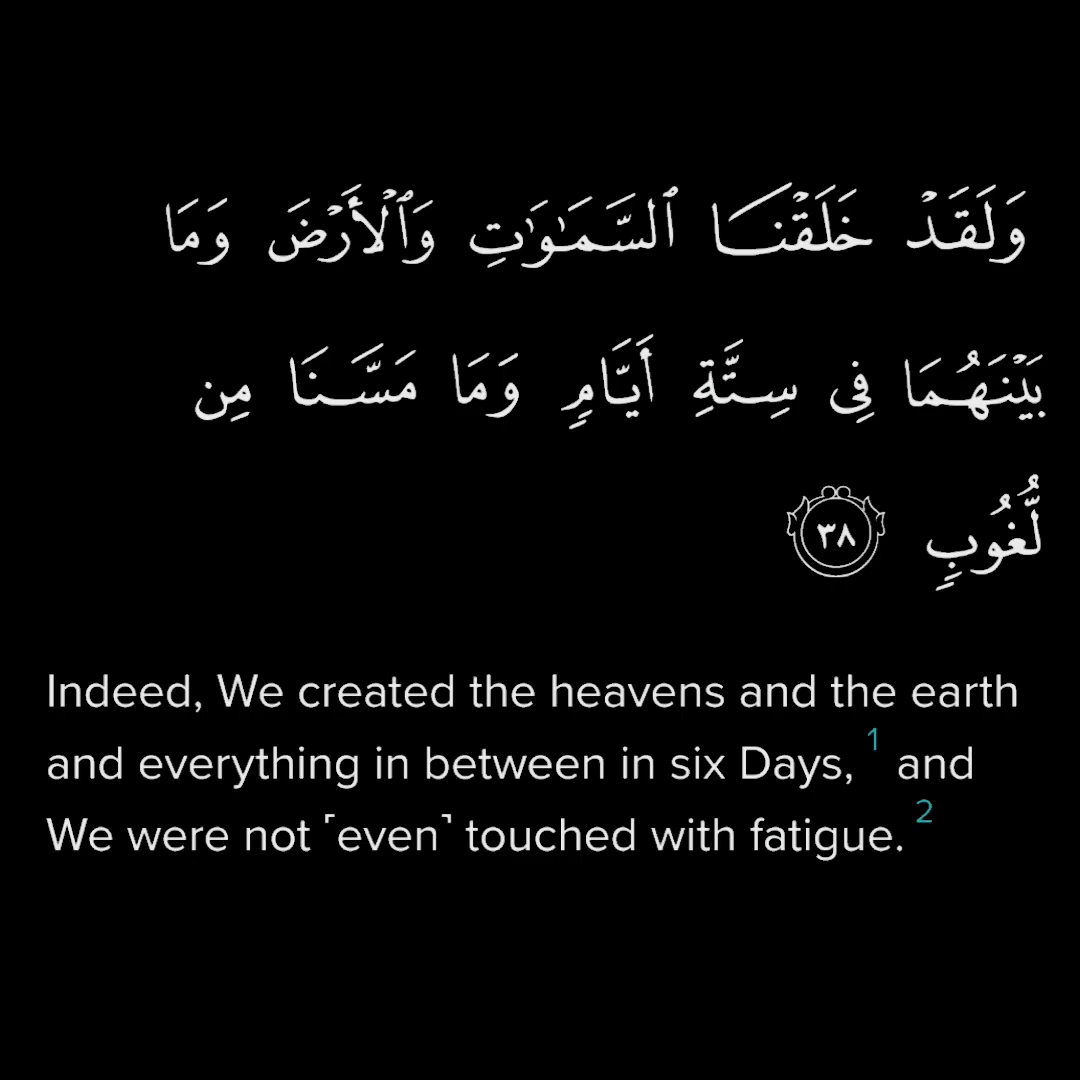 وَلَقَدْ خَلَقْنَا ٱلسَّمَـٰوَٰتِ وَٱلْأَرْضَ وَمَا
بَيْنَهُمَا فِى سِتَّةِ أَيَّامٍ وَمَا مَسَّنَا مِن
لُّغُوبٍ ٣٨
Indeed, We created the heavens and the earth
and everything in between in six Days, 1 and
We were not ˹even˺ touched with fatigue. 2